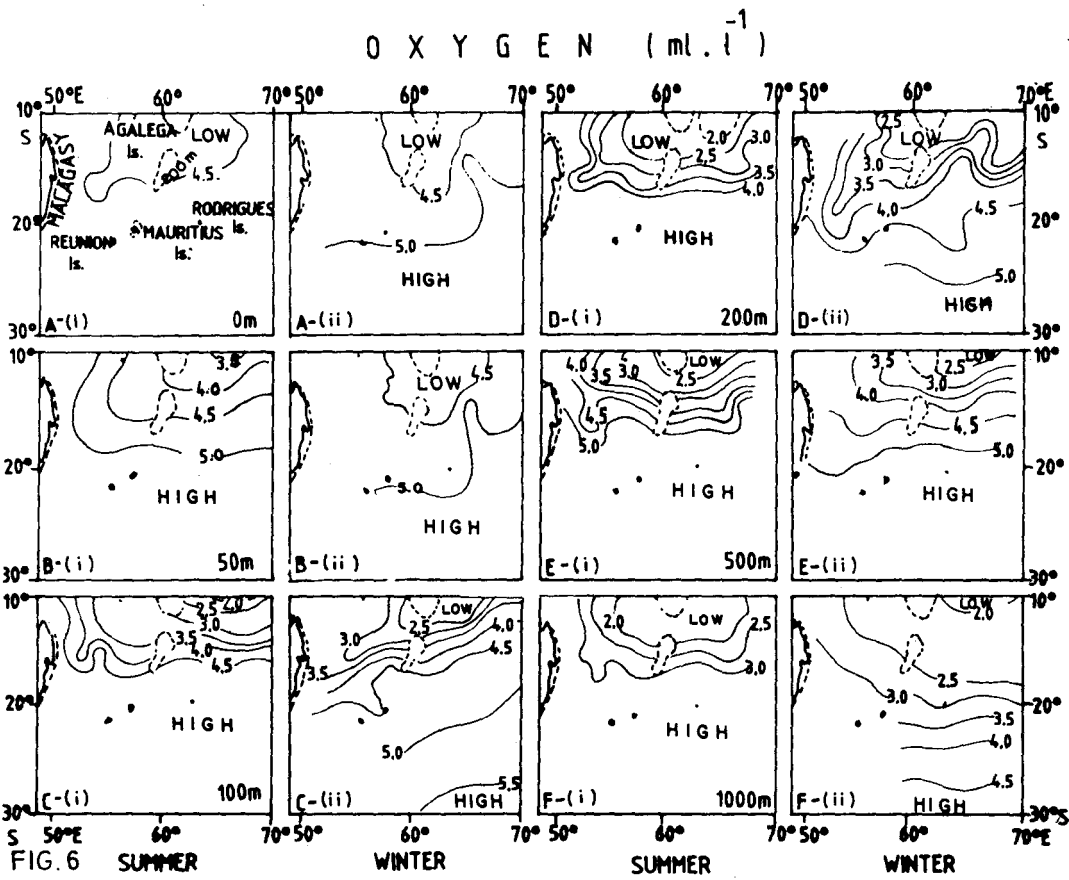 OXYGEN (ml.l⁻¹)
50°E 60° 70° 50° 60° 70° 50° 60° 70° 50° 60° 70°E
10° S 20° 30°
MALAGASY
AGALEGA Is.
LOW
200m
4.5
RODRIGUES Is.
MAURITIUS Is.
REUNION Is.
A-(i) 0m
LOW
4.5
5.0
HIGH
A-(ii)
LOW
2.0 3.0
2.5
3.5
4.0
HIGH
D-(i) 200m
10° S 20° 30°
2.5
LOW
3.0
3.5
4.0
4.5
5.0
HIGH
D-(ii)
10° 20° 30°
3.8
4.0
4.5
5.0
HIGH
B-(i) 50m
4.5
LOW
5.0
HIGH
B-(ii)
4.0 3.5 3.0
LOW
2.5
4.5
5.0
HIGH
E-(i) 500m
10° 20° 30°
3.5
LOW
2.5
3.0
4.0
4.5
5.0
HIGH
E-(ii)
10° 20° 30° S
2.0
2.5
3.0
3.5
4.0
4.5
HIGH
C-(i) 100m
LOW
2.5
3.0
4.0
4.5
3.5
5.0
5.5
HIGH
C-(ii)
2.0
LOW
2.5
3.0
HIGH
F-(i) 1000m
10° 20° 30°S
LOW
2.0
2.5
3.0
3.5
4.0
4.5
HIGH
F-(ii)
50°E 60° 70° 50° 60° 70° 50° 60° 70° 50° 60° 70°E
FIG.6 SUMMER WINTER SUMMER WINTER